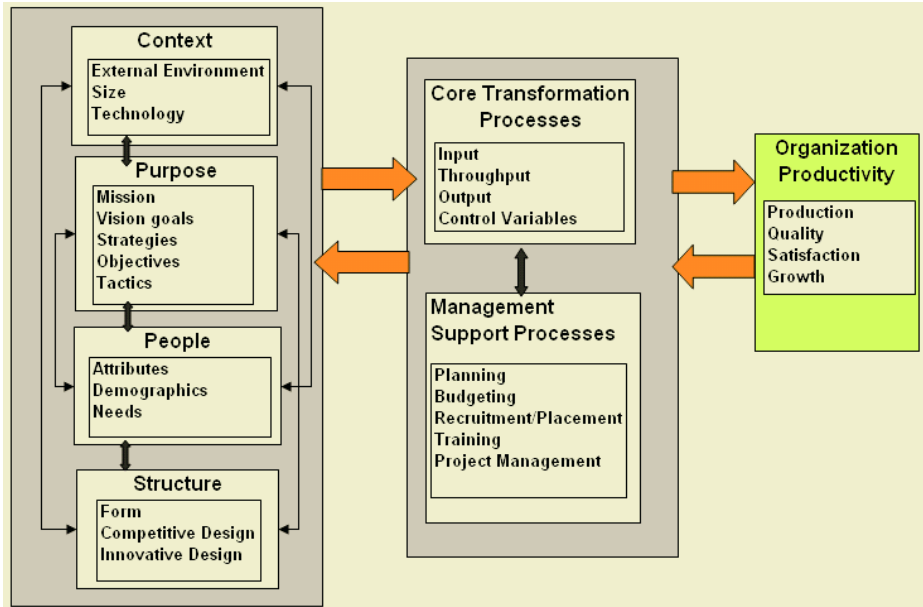 Context
External Environment
Size
Technology
Purpose
Mission
Vision goals
Strategies
Objectives
Tactics
People
Attributes
Demographics
Needs
Structure
Form
Competitive Design
Innovative Design
Core Transformation
Processes
Input
Throughput
Output
Control Variables
Management
Support Processes
Planning
Budgeting
Recruitment/Placement
Training
Project Management
Organization
Productivity
Production
Quality
Satisfaction
Growth